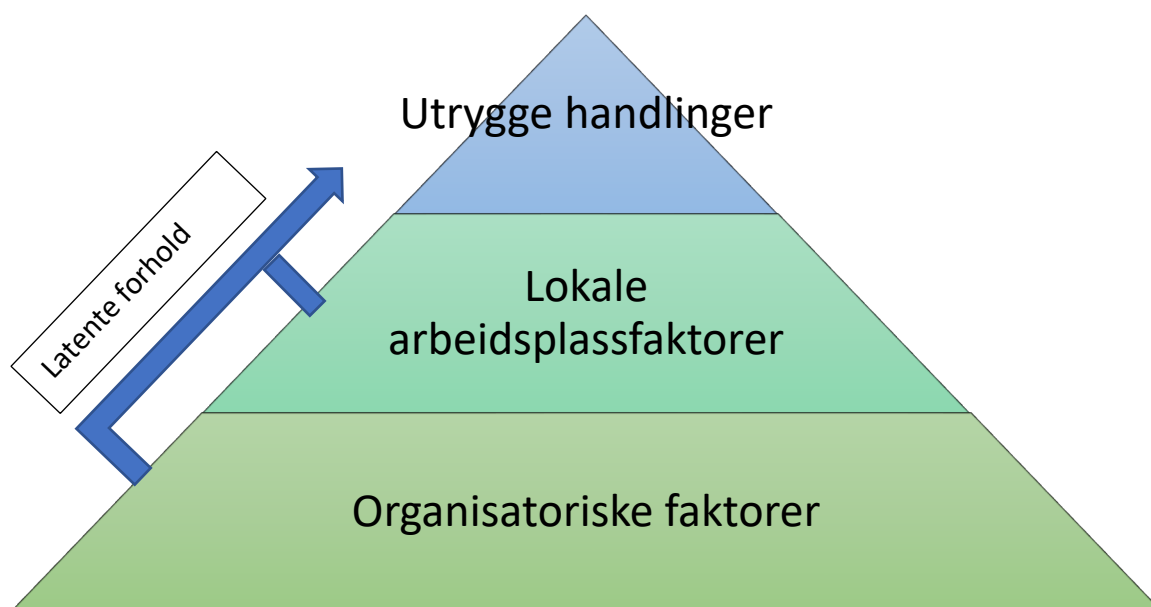 Utrygge handlinger
Latente forhold
Lokale
arbeidsplassfaktorer
Organisatoriske faktorer